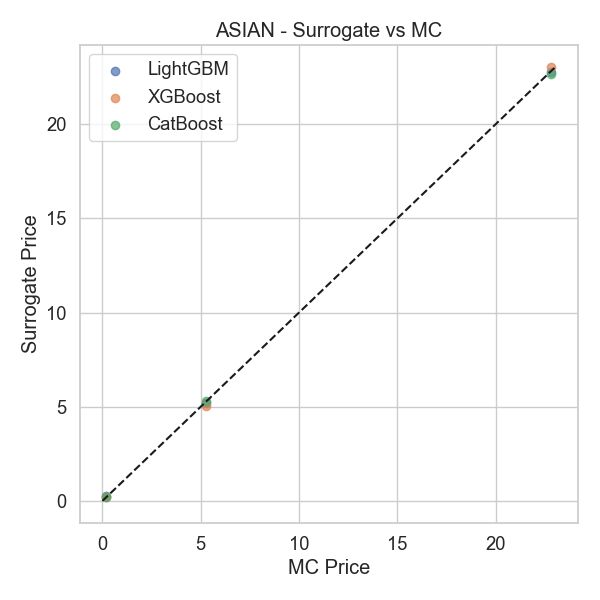 ASIAN - Surrogate vs MC
LightGBM
XGBoost
CatBoost
20
15
10
5
0
Surrogate Price
0 5 10 15 20
MC Price